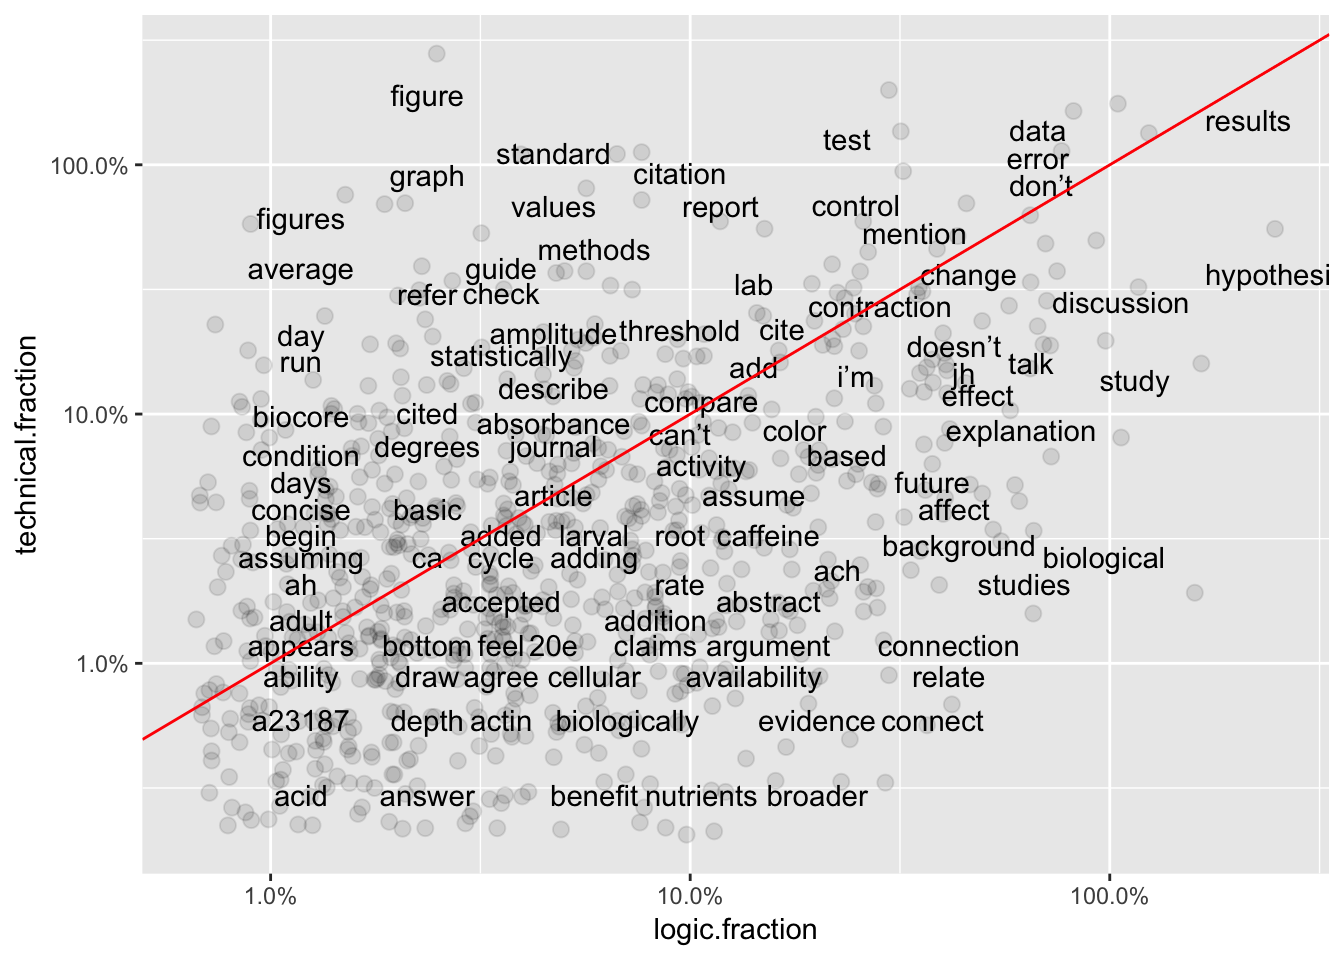 figure
data
results
test
error
standard
100.0%
citation
graph
don’t
values
report
control
figures
mention
methods
average
guide
lab
change
hypothesi
refer
check
contraction
discussion
day
amplitude
threshold
cite
doesn’t
run
statistically
talk
add
i’m
jh
study
describe
effect
compare
10.0%
biocore
cited
absorbance
can’t
color
explanation
condition
degrees
journal
activity
based
days
article
assume
future
concise
basic
affect
begin
added
larval
root
caffeine
background
assuming
ca
cycle
adding
biological
ach
ah
rate
studies
accepted
abstract
adult
addition
appears
bottom
feel
20e
claims
argument
connection
1.0%
ability
draw
agree
cellular
availability
relate
a23187
depth
actin
biologically
evidence
connect
acid
answer
benefit
nutrients
broader
technical.fraction
1.0%
10.0%
100.0%
logic.fraction